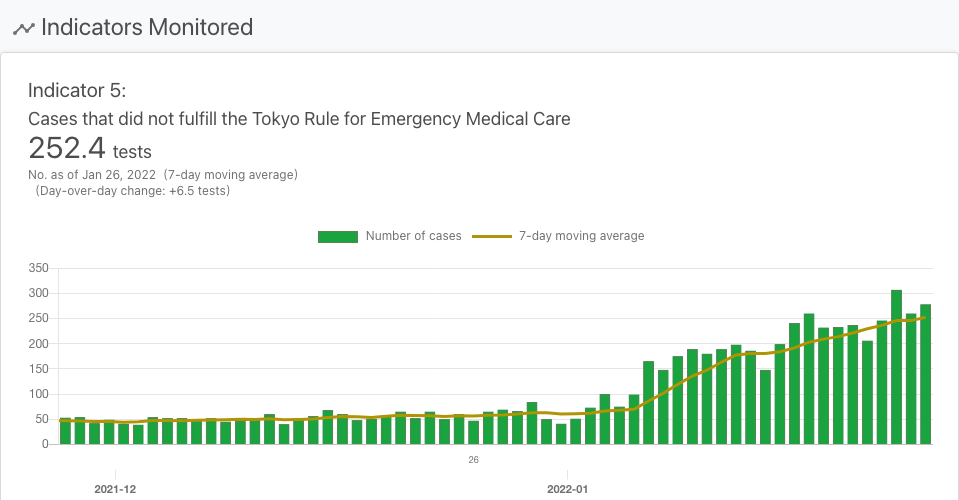 Indicators Monitored
Indicator 5:
Cases that did not fulfill the Tokyo Rule for Emergency Medical Care
252.4 tests
No. as of Jan 26, 2022 (7-day moving average)
(Day-over-day change: +6.5 tests)
Number of cases 7-day moving average
350
300
250
200
150
100
50
0
26
2021-12 2022-01